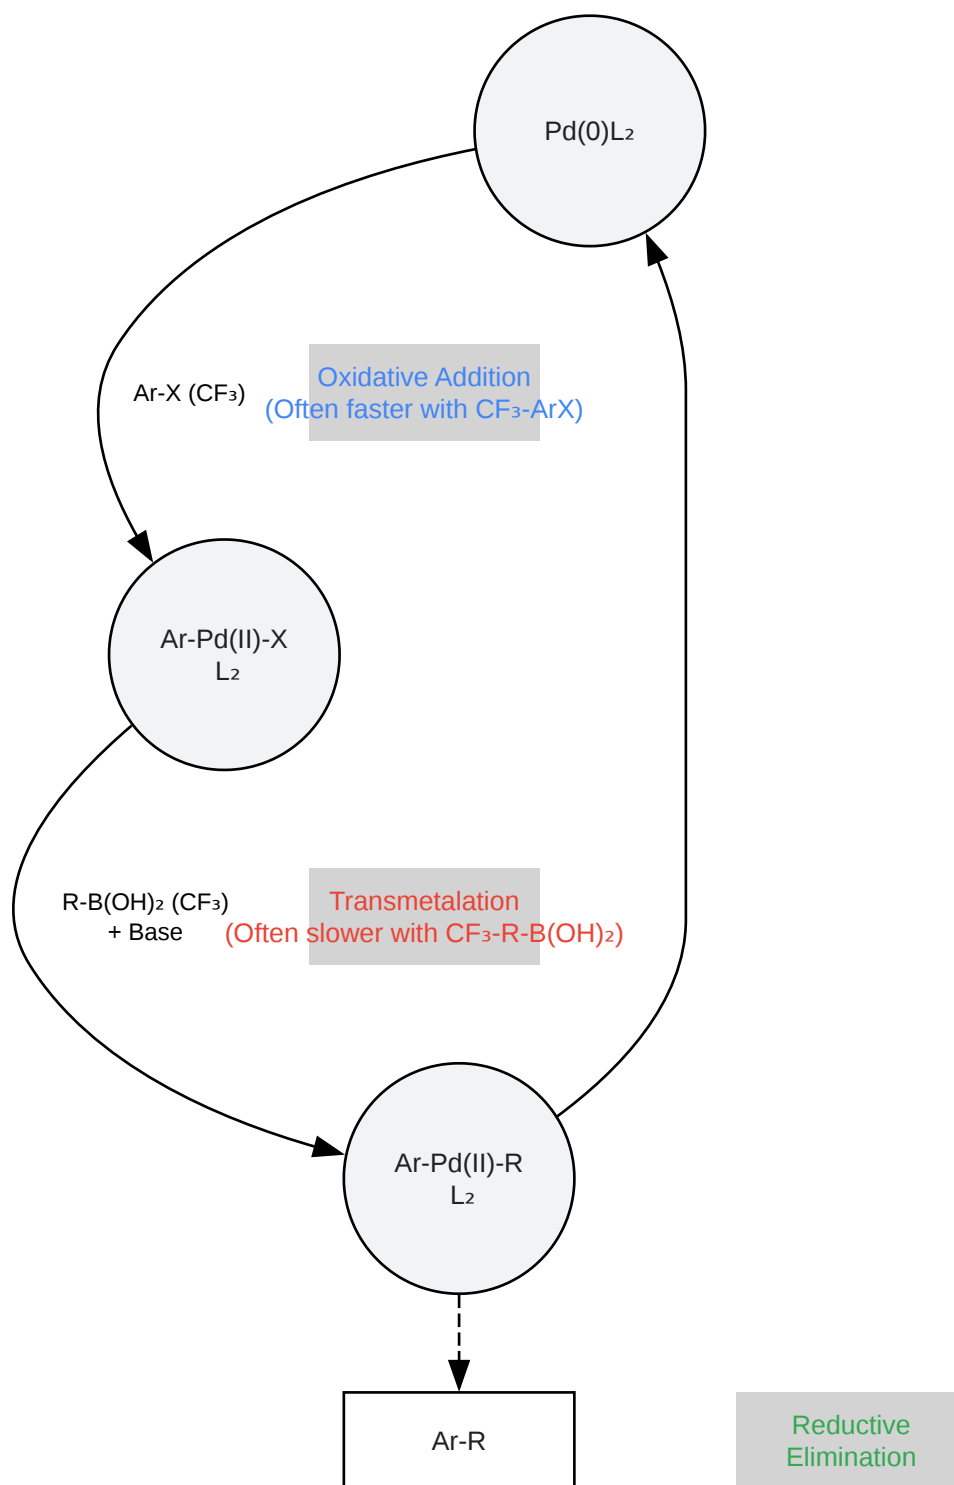 Pd(0)L₂
Ar-X (CF₃)
Oxidative Addition
(Often faster with CF₃-ArX)
Ar-Pd(II)-X
L₂
R-B(OH)₂ (CF₃)
+ Base
Transmetalation
(Often slower with CF₃-R-B(OH)₂)
Ar-Pd(II)-R
L₂
Ar-R
Reductive
Elimination